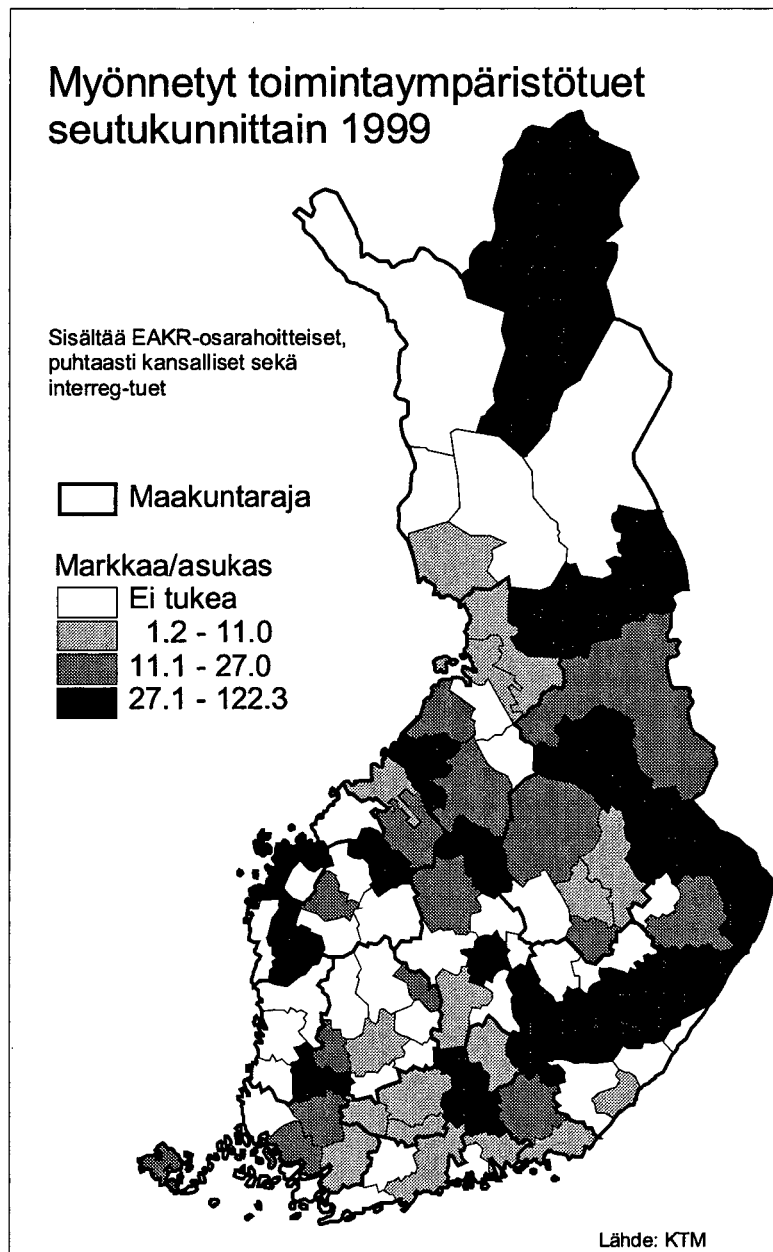 Myönnetyt toimintaympäristötuet
seutukunnittain 1999
Sisältää EAKR-osarahoitteiset,
puhtaasti kansalliset sekä
interreg-tuet
Maakuntaraja
Markkaa/asukas
Ei tukea
1.2 - 11.0
11.1 - 27.0
27.1 - 122.3
Lähde: KTM